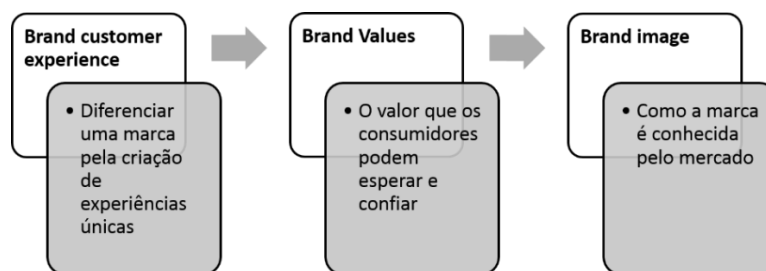 Brand customer
experience
• Diferenciar
uma marca
pela criação
de
experiências
únicas
Brand Values
• O valor que os
consumidores
podem
esperar e
confiar
Brand image
• Como a marca
é conhecida
pelo mercado